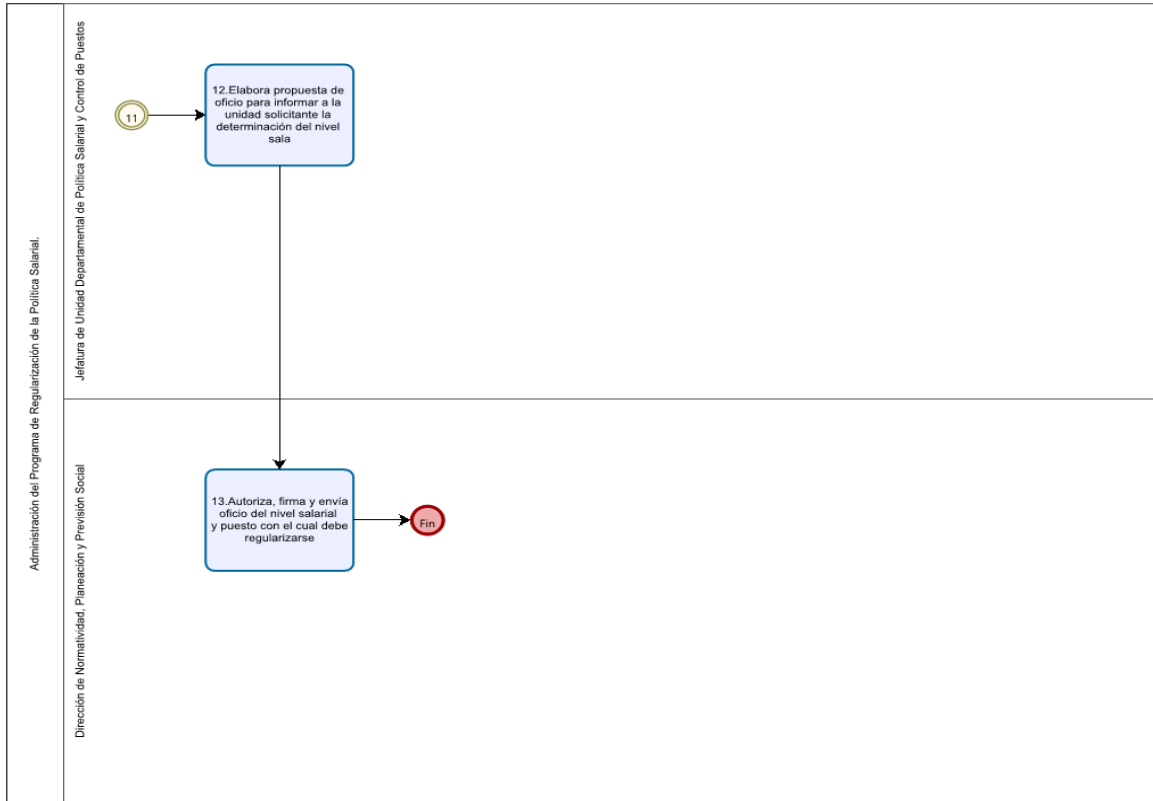 Administración del Programa de Regularización de la Política Salarial.
Jefatura de Unidad Departamental de Política Salarial y Control de Puestos
11
12.Elabora propuesta de
oficio para informar a la
unidad solicitante la
determinación del nivel
sala
Dirección de Normatividad, Planeación y Previsión Social
13.Autoriza, firma y envía
oficio del nivel salarial
y puesto con el cual debe
regularizarse
Fin